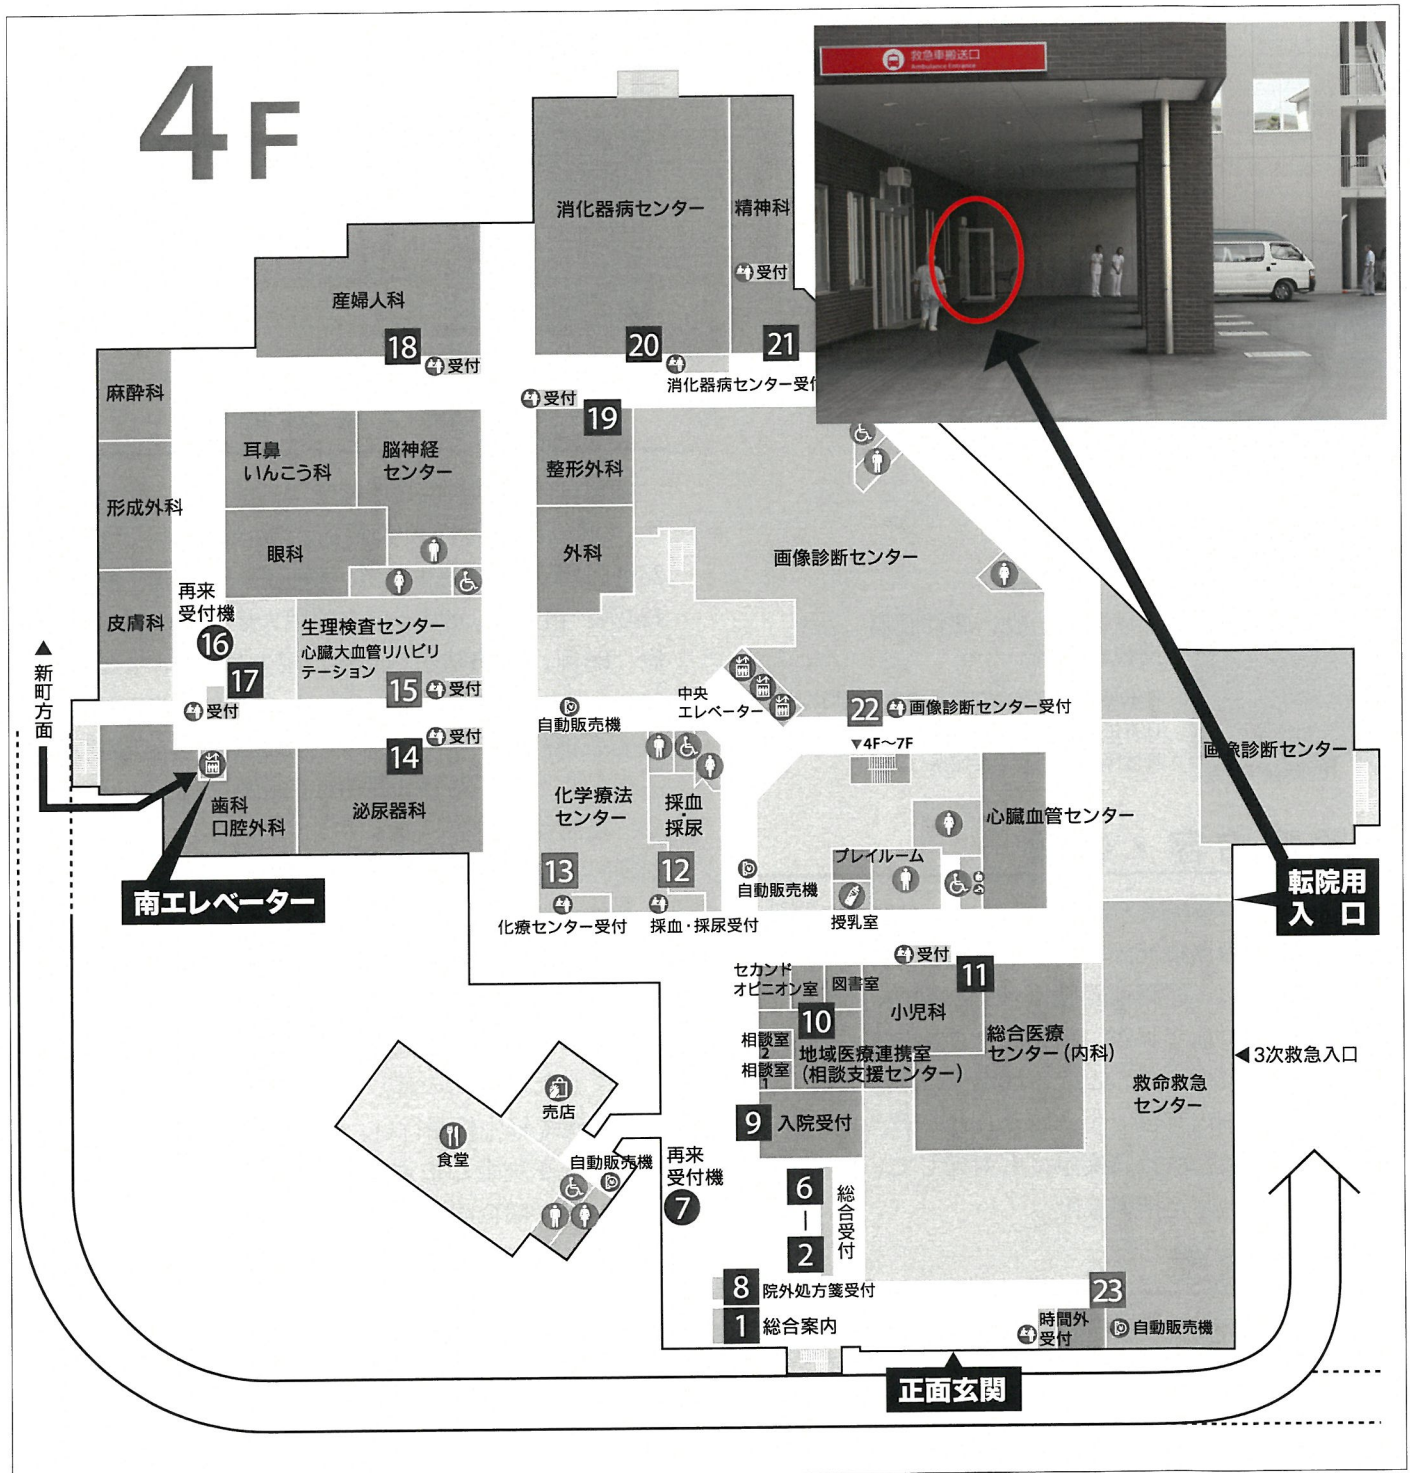 4F
救急車搬送口
Ambulance Entrance
消化器病センター
精神科
受付
産婦人科
18
受付
20
21
消化器病センター受付
麻酔科
受付
19
耳鼻
いんこう科
脳神経
センター
整形外科
形成外科
眼科
外科
画像診断センター
再来
受付機
16
皮膚科
生理検査センター
心臓大血管リハビリ
テーション
17
15
受付
受付
▲新町方面
中央
エレベーター
自動販売機
22
画像診断センター受付
▼4F〜7F
14
受付
画像診断センター
歯科
口腔外科
泌尿器科
化学療法
センター
採血
・
採尿
心臓血管センター
プレイルーム
13
12
自動販売機
授乳室
南エレベーター
転院用
入口
化療センター受付
採血・採尿受付
受付
11
セカンド
オピニオン室
図書室
10
小児科
相談室
2
地域医療連携室
(相談支援センター)
総合医療
センター(内科)
相談室
1
◀3次救急入口
救命救急
センター
売店
9
入院受付
食堂
自動販売機
再来
受付機
7
6
|
2
総合受付
8
院外処方箋受付
23
1
総合案内
時間外
受付
自動販売機
正面玄関